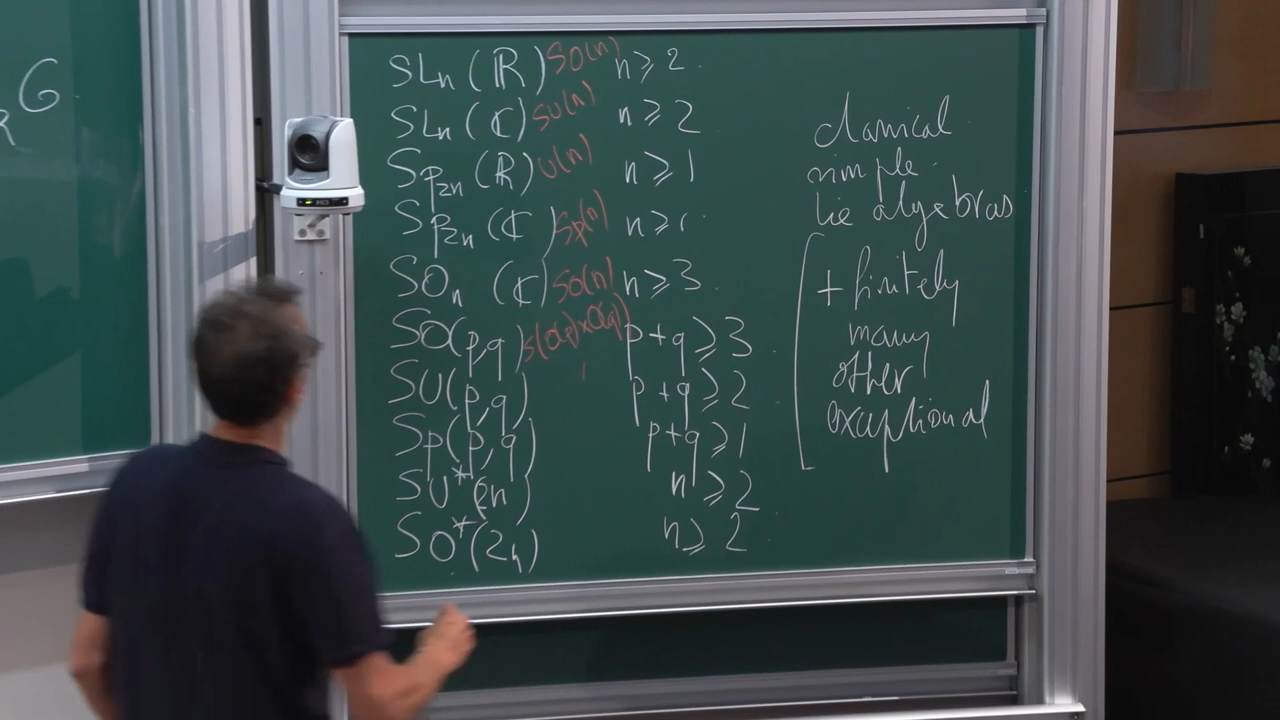 G
SLₙ(ℝ) SO(n) n ⩾ 2
SLₙ(ℂ) SU(n) n ⩾ 2
Sp₂ₙ(ℝ) U(n) n ⩾ 1
Sp₂ₙ(ℂ) Sp(n) n ⩾ 1
SOₙ(ℂ) SO(n) n ⩾ 3
SO(p,q) S(O(p)×O(q)) p+q ⩾ 3
SU(p,q) p+q ⩾ 2
Sp(p,q) p+q ⩾ 1
SU*(2n) n ⩾ 2
SO*(2n) n ⩾ 2
classical
simple
lie algebras
+ finitely
many
other
exceptional